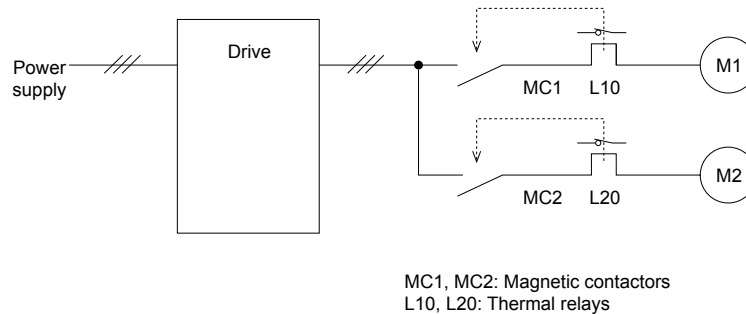 Power
supply
Drive
MC1
L10
M1
MC2
L20
M2
MC1, MC2: Magnetic contactors
L10, L20: Thermal relays